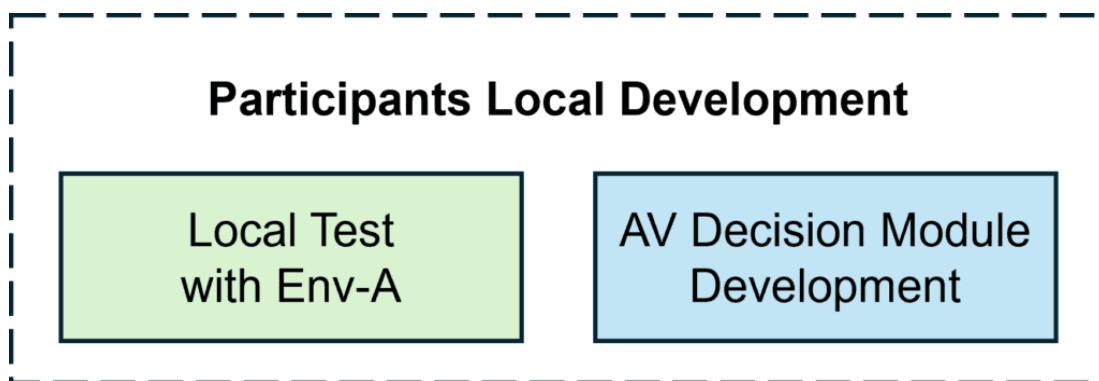 Participants Local Development
Local Test
with Env-A
AV Decision Module
Development